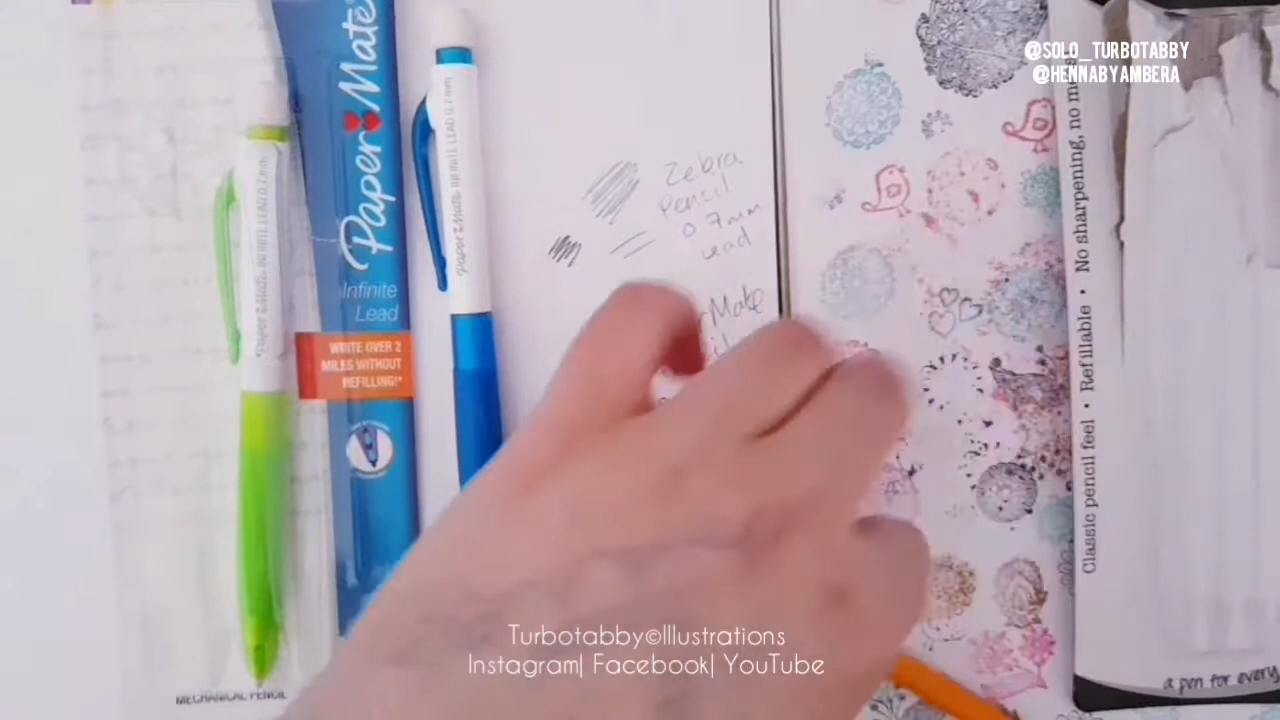 @SOLO_TURBOTABBY
@HENNABYAMBERA
Paper Mate
Infinite
Lead
WRITE OVER 2
MILES WITHOUT
REFILLING!*
MECHANICAL PENCIL
Zebra
Pencil
0.7mm
Lead
Mate
Classic pencil feel • Refillable • No sharpening, no
a pen for every
Turbotabby©Illustrations
Instagram| Facebook| YouTube